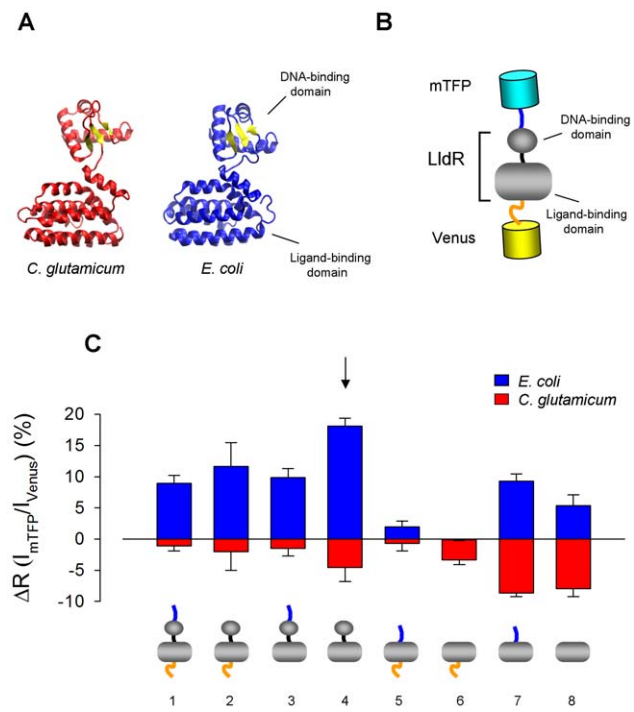 A
DNA-binding
domain
C. glutamicum
E. coli
Ligand-binding
domain
B
mTFP
DNA-binding
domain
LldR
Ligand-binding
domain
Venus
C
E. coli
C. glutamicum
ΔR (ImTFP/IVenus) (%)
20
15
10
5
0
-5
-10
1 2 3 4 5 6 7 8